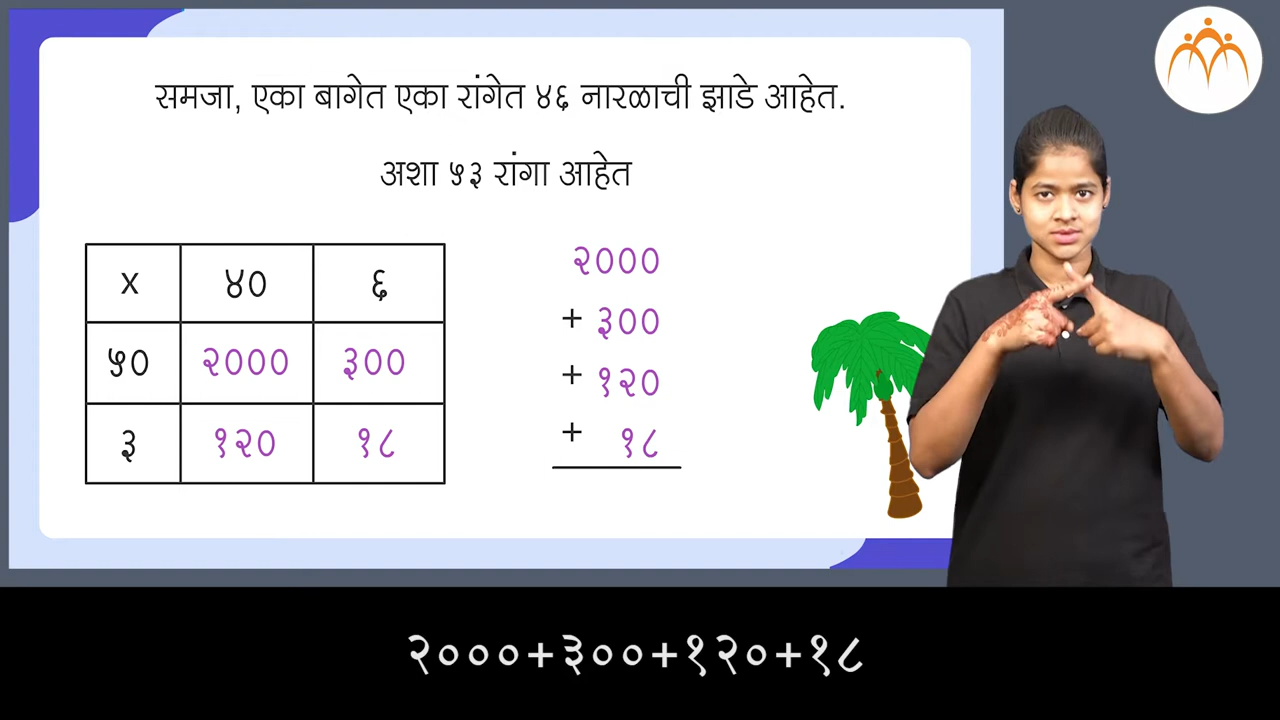 समजा, एका बागेत एका रांगेत ४६ नारळाची झाडे आहेत.
अशा ५३ रांगा आहेत
x ४० ६
५० २००० ३००
३ १२० १८
२०००
+ ३००
+ १२०
+ १८
२०००+३००+१२०+१८